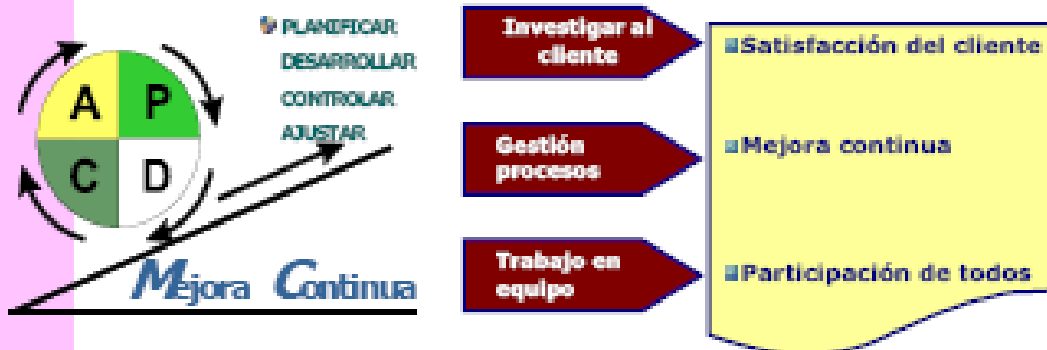 A P
C D
PLANIFICAR
DESARROLLAR
CONTROLAR
AJUSTAR
Mejora Continua
Investigar al
cliente
Gestión
procesos
Trabajo en
equipo
Satisfacción del cliente
Mejora continua
Participación de todos